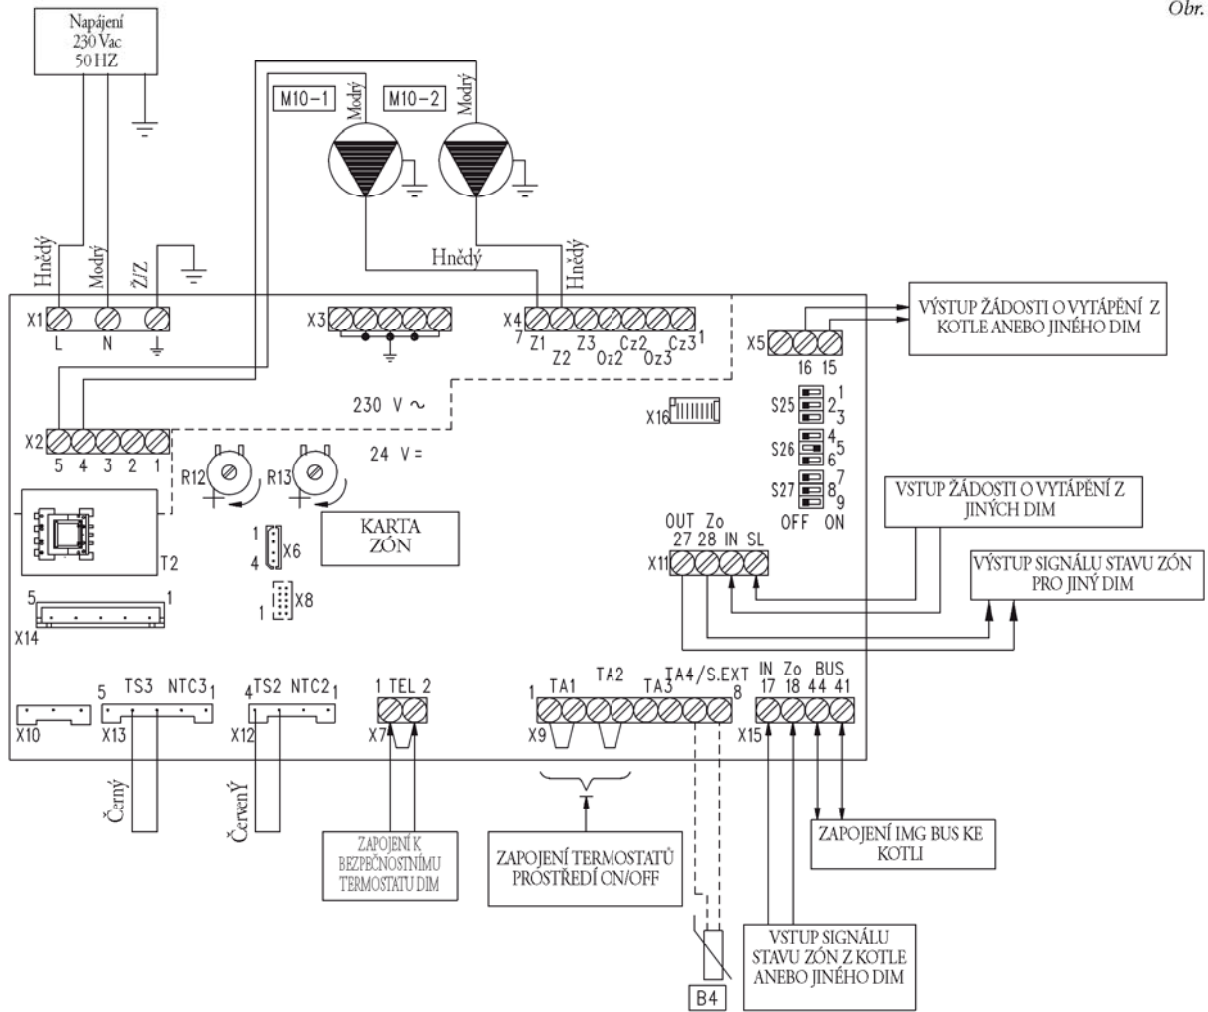 Obr.
Napájení
230 Vac
50 HZ
M10-1
Modrý
M10-2
Modrý
Hnědý
Modrý
Ž/Z
Hnědý
Hnědý
X1
L
N
X3
X4
7
1
Z1
Z3
Cz2
Cz3
Z2
Oz2
Oz3
X5
16 15
VÝSTUP ŽÁDOSTI O VYTÁPĚNÍ Z
KOTLE ANEBO JINÉHO DIM
230 V ~
24 V =
X2
5 4 3 2 1
R12
R13
X16
S25
1
2
3
S26
4
5
6
S27
7
8
9
OFF ON
VSTUP ŽÁDOSTI O VYTÁPĚNÍ Z
JINÝCH DIM
KARTA
ZÓN
T2
1
4
X6
1
X8
OUT Zo
27 28 IN SL
X11
VÝSTUP SIGNÁLU STAVU ZÓN
PRO JINÝ DIM
5
1
X14
X10
5 TS3 NTC3 1
X13
4 TS2 NTC2 1
X12
1 TEL 2
X7
1 TA1 TA2 TA3 TA4/S.EXT 8
X9
IN Zo BUS
17 18 44 41
X15
Černý
ČervenÝ
ZAPOJENÍ K
BEZPEČNOSTNÍMU
TERMOSTATU DIM
ZAPOJENÍ TERMOSTATŮ
PROSTŘEDÍ ON/OFF
ZAPOJENÍ IMG BUS KE
KOTLI
VSTUP SIGNÁLU
STAVU ZÓN Z KOTLE
ANEBO JINÉHO DIM
B4